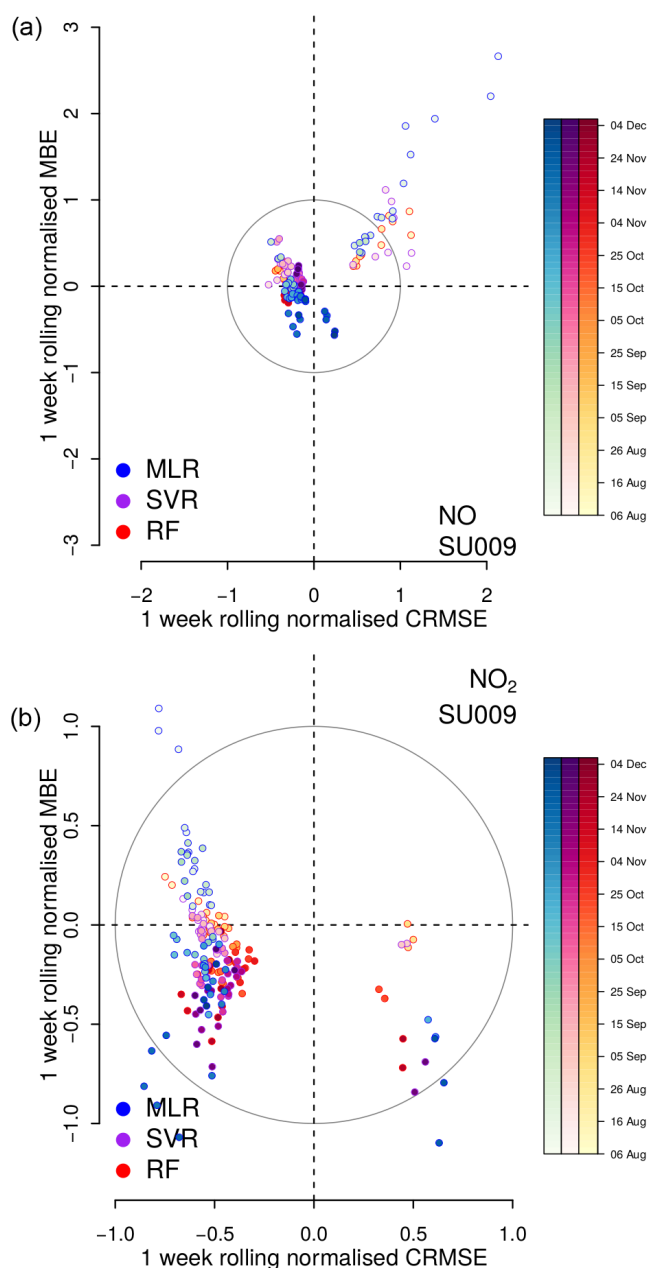 (a)
3
2
1
0
−1
−2
−3
1 week rolling normalised MBE
MLR
SVR
RF
NO
SU009
−2
−1
0
1
2
1 week rolling normalised CRMSE
04 Dec
24 Nov
14 Nov
04 Nov
25 Oct
15 Oct
05 Oct
25 Sep
15 Sep
05 Sep
26 Aug
16 Aug
06 Aug
(b)
NO₂
SU009
1.0
0.5
0.0
−0.5
−1.0
1 week rolling normalised MBE
MLR
SVR
RF
−1.0
−0.5
0.0
0.5
1.0
1 week rolling normalised CRMSE
04 Dec
24 Nov
14 Nov
04 Nov
25 Oct
15 Oct
05 Oct
25 Sep
15 Sep
05 Sep
26 Aug
16 Aug
06 Aug